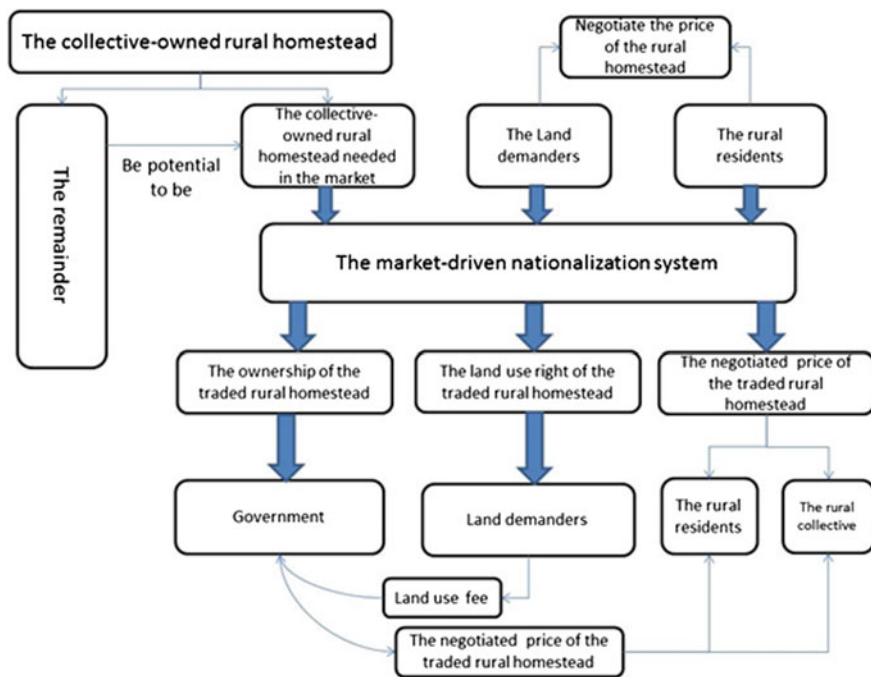 The collective-owned rural homestead
Negotiate the price
of the rural
homestead
The remainder
Be potential
to be
The collective-
owned rural
homestead needed
in the market
The Land
demanders
The rural
residents
The market-driven nationalization system
The ownership of the
traded rural homestead
The land use right of the
traded rural homestead
The negotiated price of
the traded rural
homestead
Government
Land demanders
The rural
residents
The rural
collective
Land use fee
The negotiated price of the
traded rural homestead